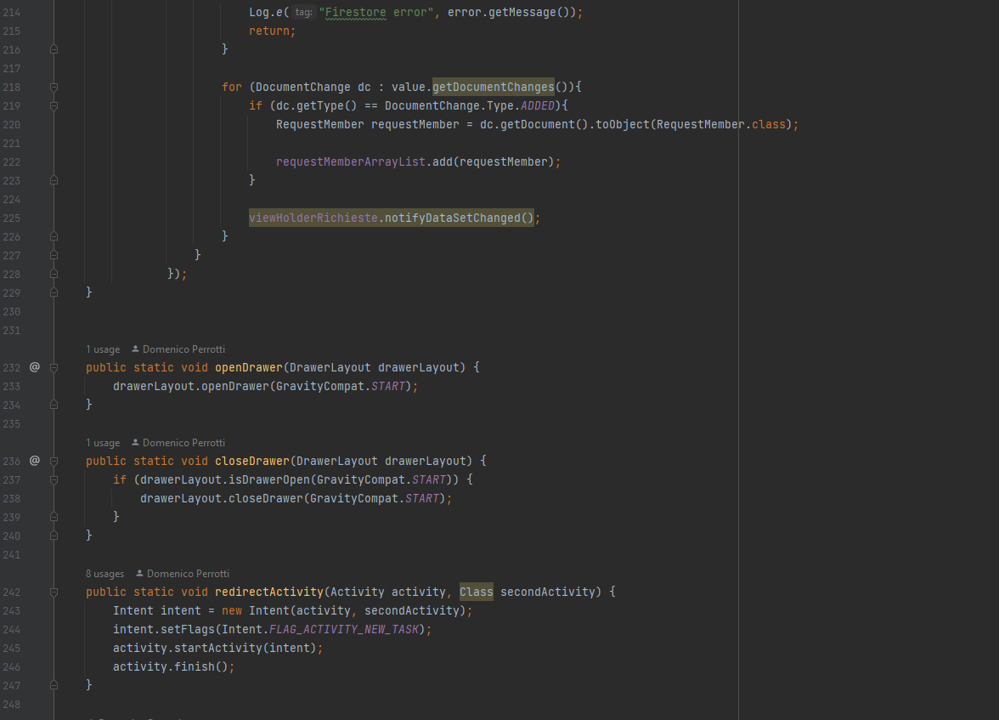 214 Log.e( tag: "Firestore error", error.getMessage());
215 return;
216 }
217
218 for (DocumentChange dc : value.getDocumentChanges()){
219 if (dc.getType() == DocumentChange.Type.ADDED){
220 RequestMember requestMember = dc.getDocument().toObject(RequestMember.class);
221
222 requestMemberArrayList.add(requestMember);
223 }
224
225 viewHolderRichieste.notifyDataSetChanged();
226 }
227 }
228 });
229 }
230
231
1 usage Domenico Perrotti
232 @ public static void openDrawer(DrawerLayout drawerLayout) {
233 drawerLayout.openDrawer(GravityCompat.START);
234 }
235
1 usage Domenico Perrotti
236 @ public static void closeDrawer(DrawerLayout drawerLayout) {
237 if (drawerLayout.isDrawerOpen(GravityCompat.START)) {
238 drawerLayout.closeDrawer(GravityCompat.START);
239 }
240 }
241
8 usages Domenico Perrotti
242 public static void redirectActivity(Activity activity, Class secondActivity) {
243 Intent intent = new Intent(activity, secondActivity);
244 intent.setFlags(Intent.FLAG_ACTIVITY_NEW_TASK);
245 activity.startActivity(intent);
246 activity.finish();
247 }
248